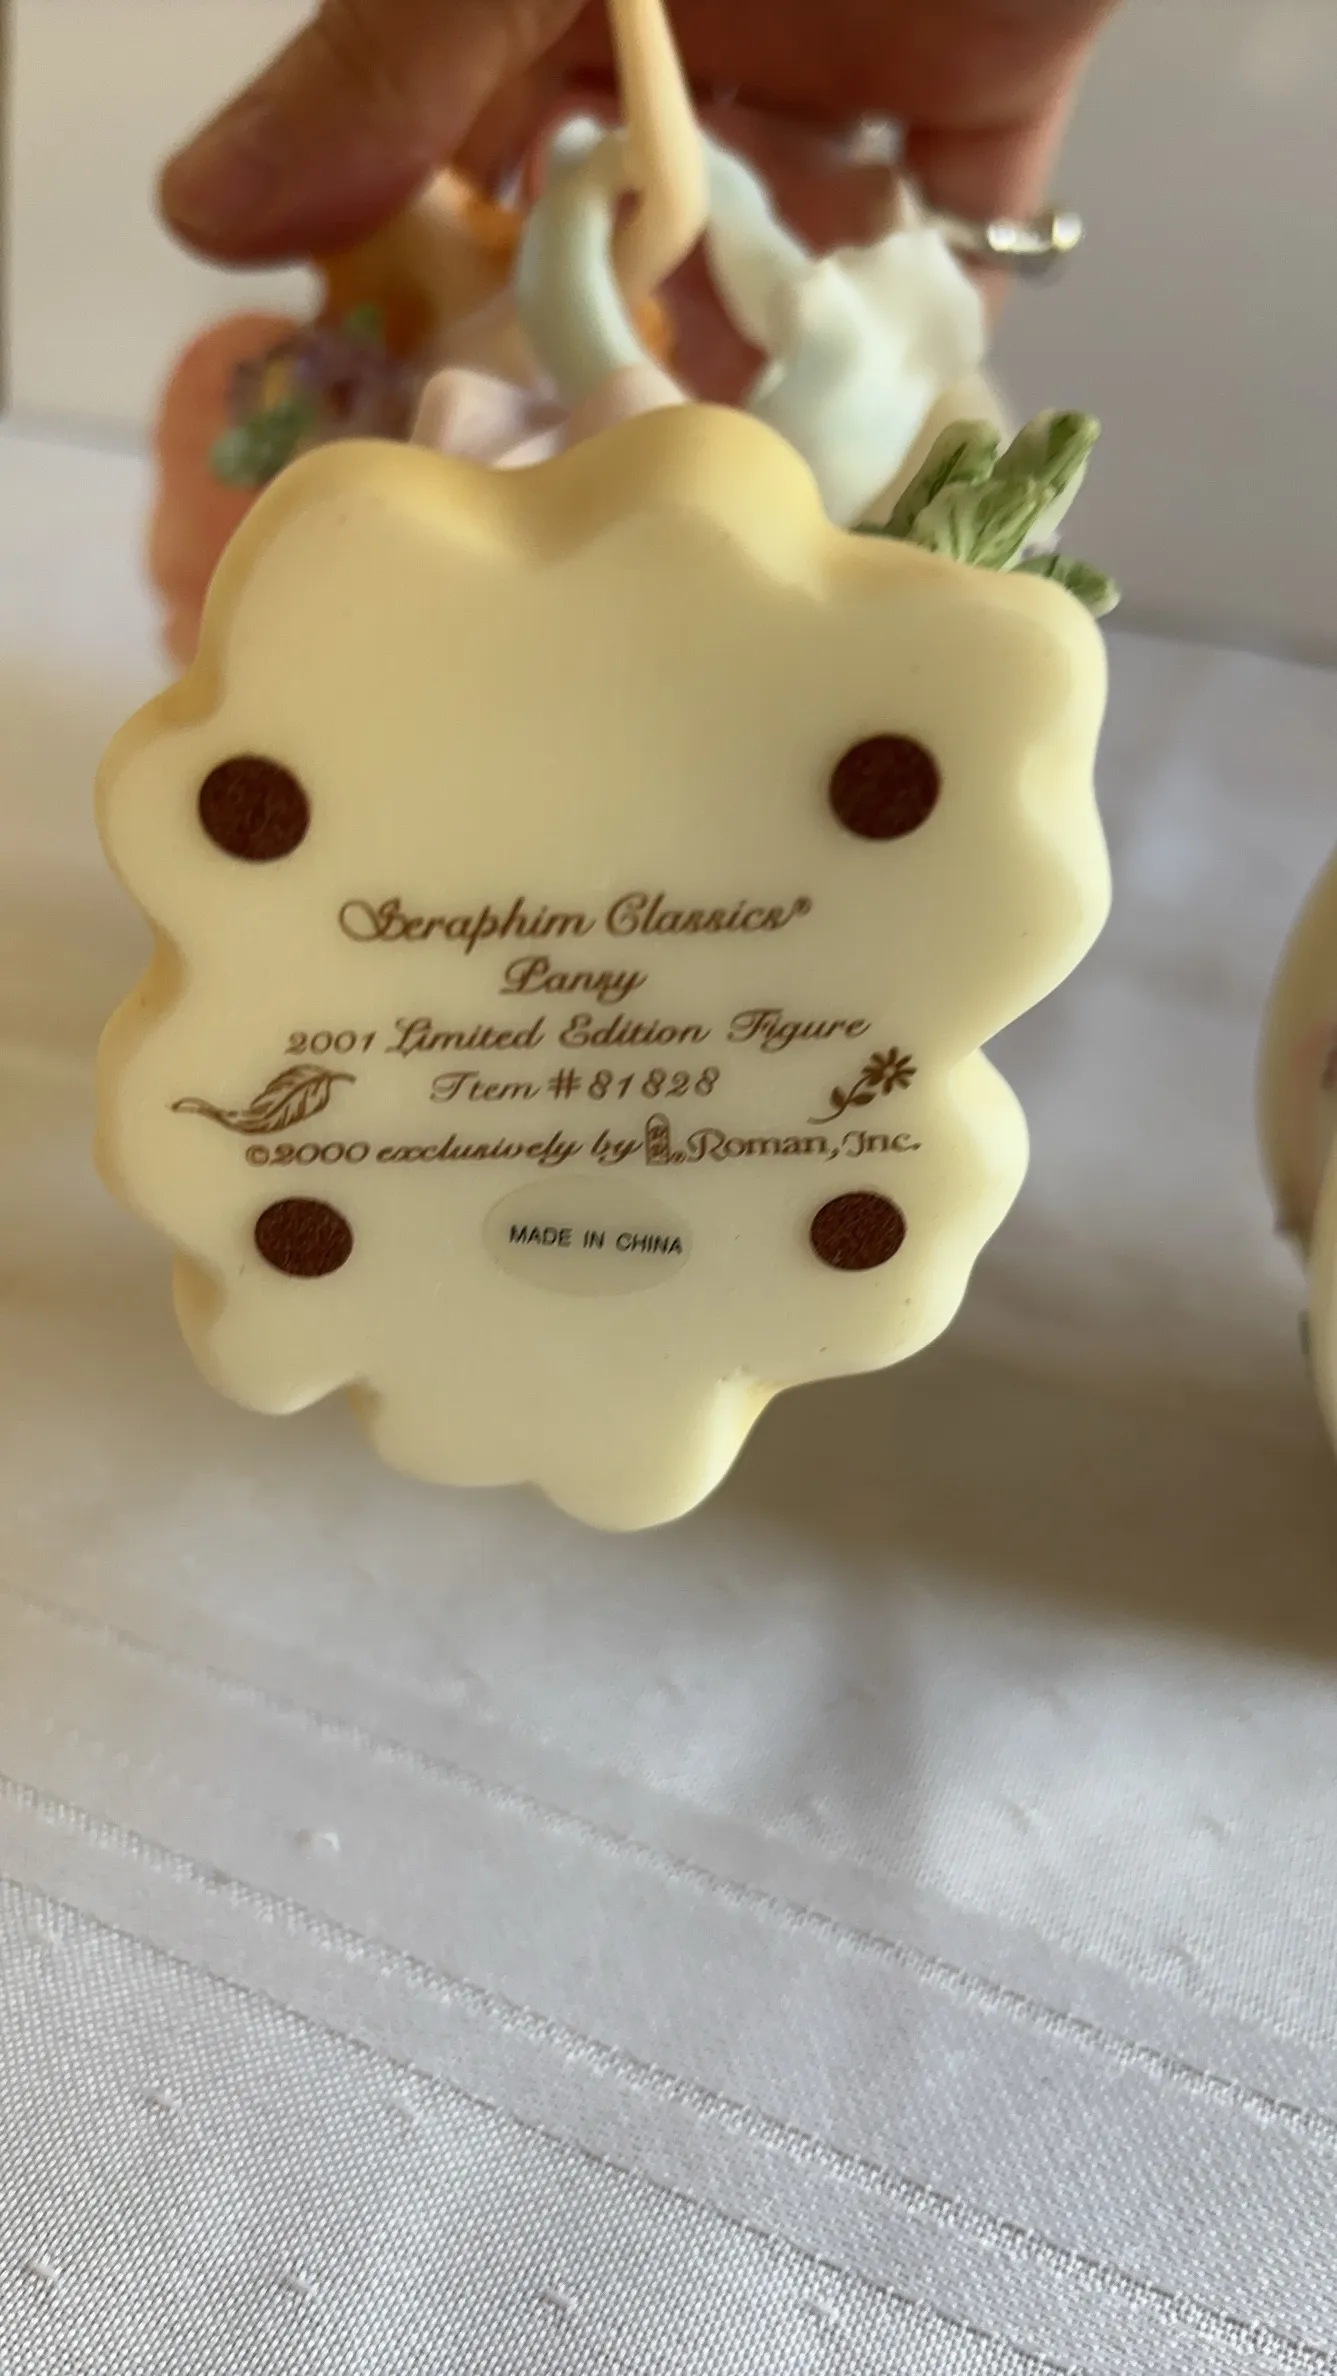 Seraphim Classics®
Pansy
2001 Limited Edition Figure
Item #81828
©2000 exclusively by Roman, Inc.
MADE IN CHINA